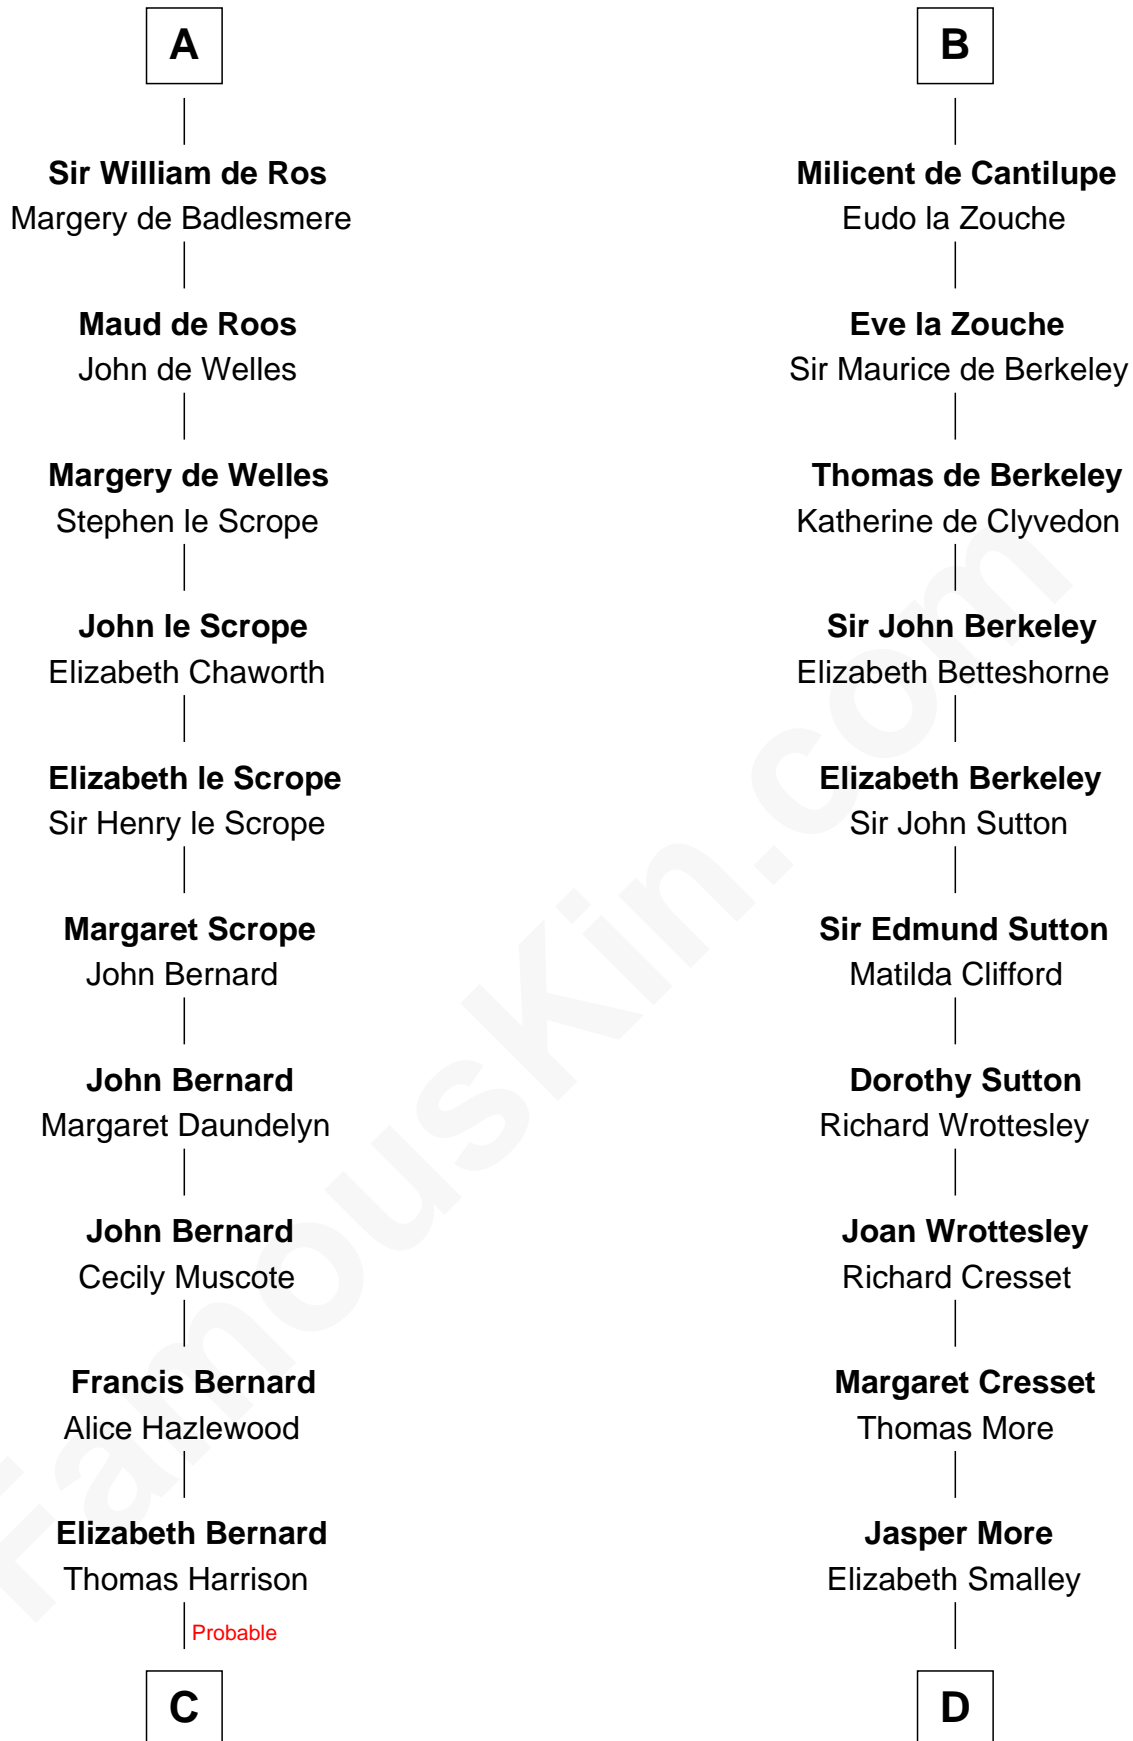 A
Sir William de Ros
Margery de Badlesmere
Maud de Roos
John de Welles
Margery de Welles
Stephen le Scrope
John le Scrope
Elizabeth Chaworth
Elizabeth le Scrope
Sir Henry le Scrope
Margaret Scrope
John Bernard
John Bernard
Margaret Daundelyn
John Bernard
Cecily Muscote
Francis Bernard
Alice Hazlewood
Elizabeth Bernard
Thomas Harrison
Probable
C
B
Milicent de Cantilupe
Eudo la Zouche
Eve la Zouche
Sir Maurice de Berkeley
Thomas de Berkeley
Katherine de Clyvedon
Sir John Berkeley
Elizabeth Betteshorne
Elizabeth Berkeley
Sir John Sutton
Sir Edmund Sutton
Matilda Clifford
Dorothy Sutton
Richard Wrottesley
Joan Wrottesley
Richard Cresset
Margaret Cresset
Thomas More
Jasper More
Elizabeth Smalley
D
FamousKin.com